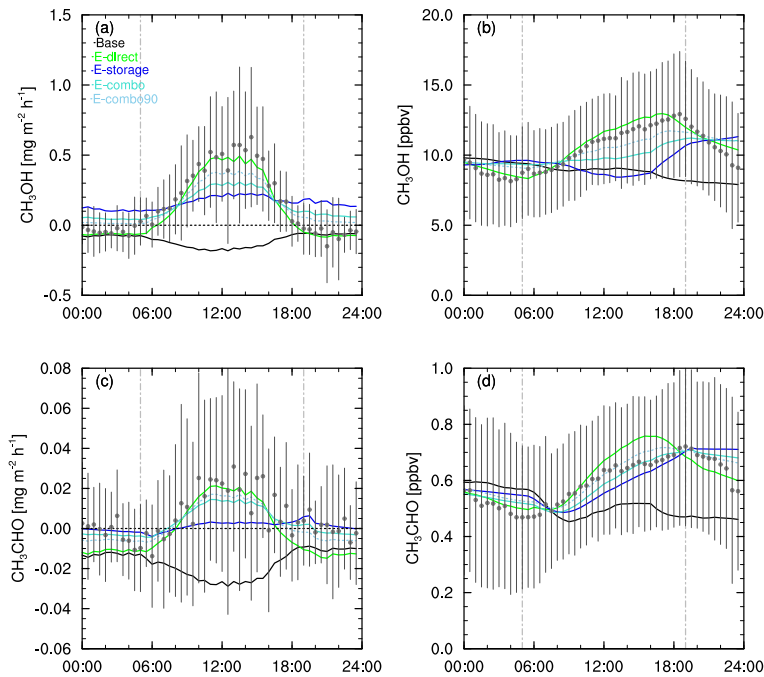 (a)
Base
E-direct
E-storage
E-combo
E-combo90
CH₃OH [mg m⁻² h⁻¹]
1.5
1.0
0.5
0.0
-0.5
00:00 06:00 12:00 18:00 24:00
(b)
CH₃OH [ppbv]
20.0
15.0
10.0
5.0
0.0
00:00 06:00 12:00 18:00 24:00
(c)
CH₃CHO [mg m⁻² h⁻¹]
0.08
0.06
0.04
0.02
0.00
-0.02
-0.04
-0.06
00:00 06:00 12:00 18:00 24:00
(d)
CH₃CHO [ppbv]
1.0
0.8
0.6
0.4
0.2
0.0
00:00 06:00 12:00 18:00 24:00